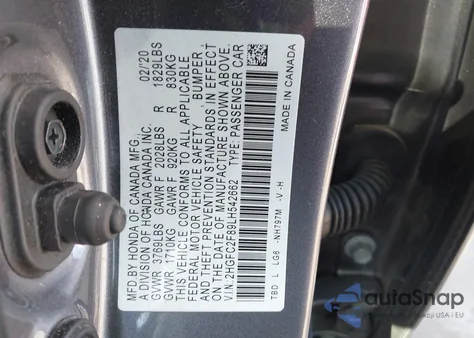 MFD. BY HONDA OF CANADA MFG., 02/'20
A DIVISION OF HONDA CANADA INC.
GVWR 3769LBS GAWR F 2028LBS R 1829LBS
GVWR 1710KG GAWR F 920KG R 830KG
THIS VEHICLE CONFORMS TO ALL APPLICABLE
FEDERAL MOTOR VEHICLE SAFETY, BUMPER,
AND THEFT PREVENTION STANDARDS IN EFFECT
ON THE DATE OF MANUFACTURE SHOWN ABOVE.
V.I.N. 2HGFC2F89LH542662 TYPE: PASSENGER CAR
TBD L LG6 -NH797M -V -H
MADE IN CANADA
autoSnap